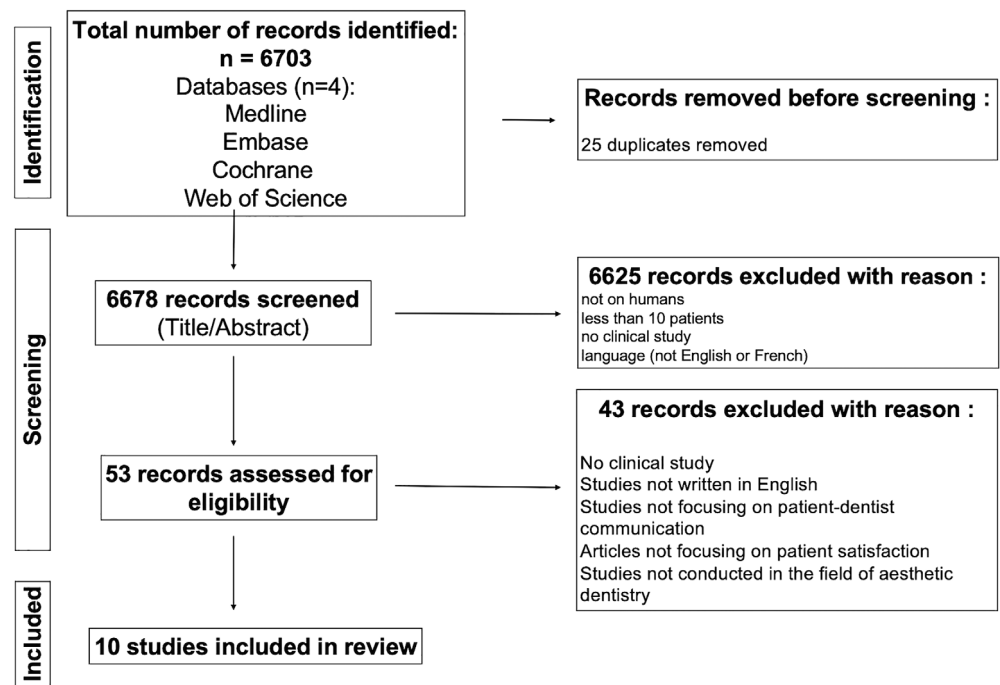 Identification
Total number of records identified:
n = 6703
Databases (n=4):
Medline
Embase
Cochrane
Web of Science
Records removed before screening :
25 duplicates removed
Screening
6678 records screened
(Title/Abstract)
6625 records excluded with reason :
not on humans
less than 10 patients
no clinical study
language (not English or French)
53 records assessed for
eligibility
43 records excluded with reason :
No clinical study
Studies not written in English
Studies not focusing on patient-dentist
communication
Articles not focusing on patient satisfaction
Studies not conducted in the field of aesthetic
dentistry
Included
10 studies included in review